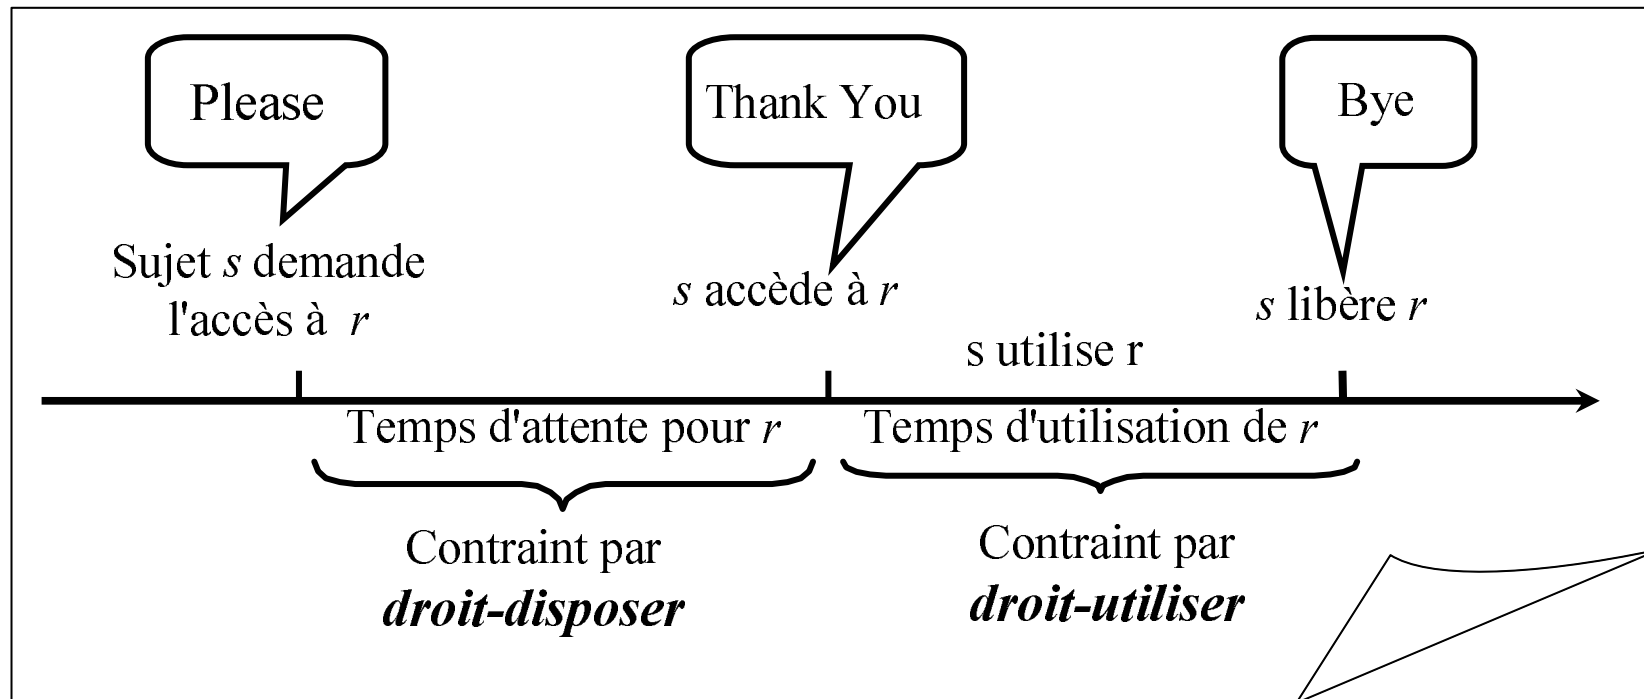 Please
Thank You
Bye
Sujet s demande
l'accès à r
s accède à r
s libère r
s utilise r
Temps d'attente pour r
Temps d'utilisation de r
Contraint par
droit-disposer
Contraint par
droit-utiliser